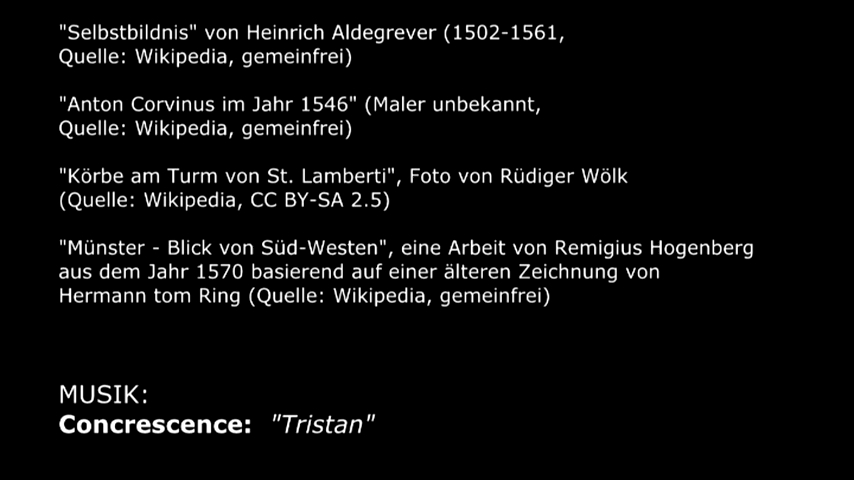 "Selbstbildnis" von Heinrich Aldegrever (1502-1561,
Quelle: Wikipedia, gemeinfrei)
"Anton Corvinus im Jahr 1546" (Maler unbekannt,
Quelle: Wikipedia, gemeinfrei)
"Körbe am Turm von St. Lamberti", Foto von Rüdiger Wölk
(Quelle: Wikipedia, CC BY-SA 2.5)
"Münster - Blick von Süd-Westen", eine Arbeit von Remigius Hogenberg
aus dem Jahr 1570 basierend auf einer älteren Zeichnung von
Hermann tom Ring (Quelle: Wikipedia, gemeinfrei)
MUSIK:
Concrescence: "Tristan"